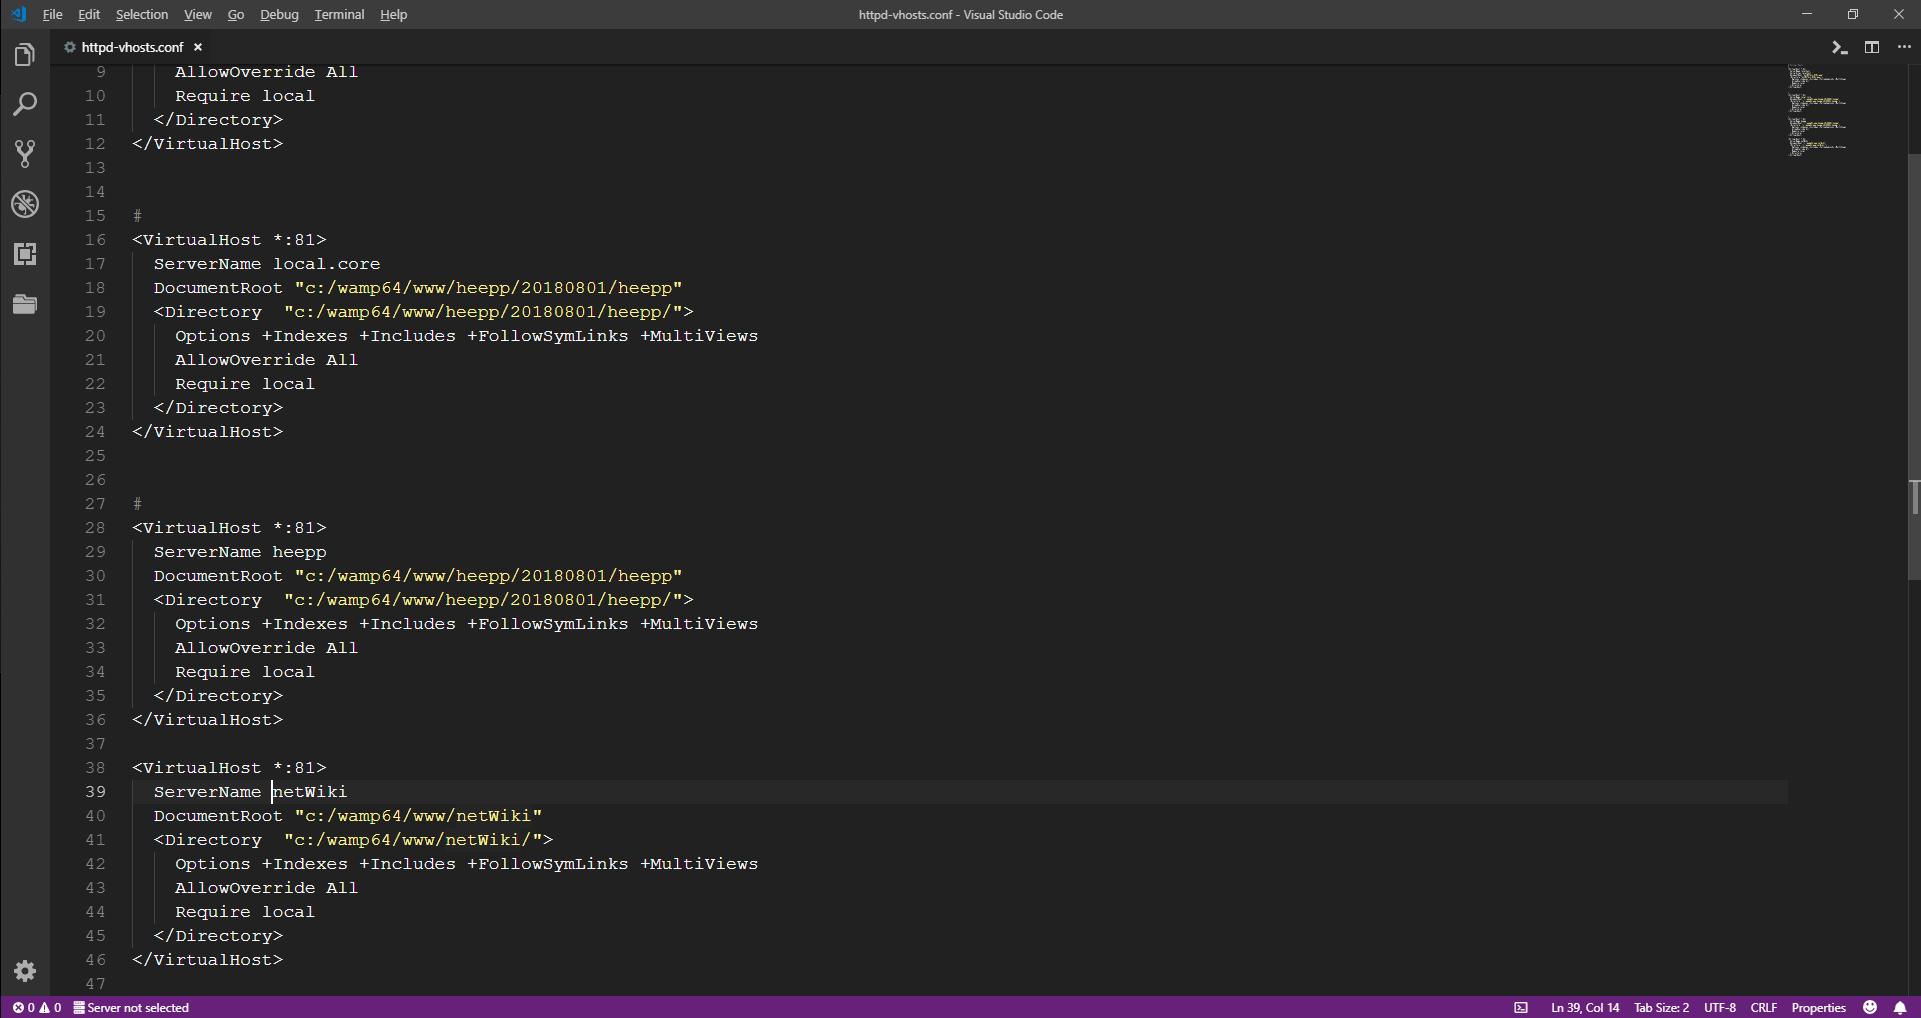 File Edit Selection View Go Debug Terminal Help
httpd-vhosts.conf - Visual Studio Code
httpd-vhosts.conf
9 AllowOverride All
10 Require local
11 </Directory>
12 </VirtualHost>
13
14
15 #
16 <VirtualHost *:81>
17 ServerName local.core
18 DocumentRoot "c:/wamp64/www/heepp/20180801/heepp"
19 <Directory  "c:/wamp64/www/heepp/20180801/heepp/">
20 Options +Indexes +Includes +FollowSymLinks +MultiViews
21 AllowOverride All
22 Require local
23 </Directory>
24 </VirtualHost>
25
26
27 #
28 <VirtualHost *:81>
29 ServerName heepp
30 DocumentRoot "c:/wamp64/www/heepp/20180801/heepp"
31 <Directory  "c:/wamp64/www/heepp/20180801/heepp/">
32 Options +Indexes +Includes +FollowSymLinks +MultiViews
33 AllowOverride All
34 Require local
35 </Directory>
36 </VirtualHost>
37
38 <VirtualHost *:81>
39 ServerName netWiki
40 DocumentRoot "c:/wamp64/www/netWiki"
41 <Directory  "c:/wamp64/www/netWiki/">
42 Options +Indexes +Includes +FollowSymLinks +MultiViews
43 AllowOverride All
44 Require local
45 </Directory>
46 </VirtualHost>
47
0 0 Server not selected Ln 39, Col 14 Tab Size: 2 UTF-8 CRLF Properties